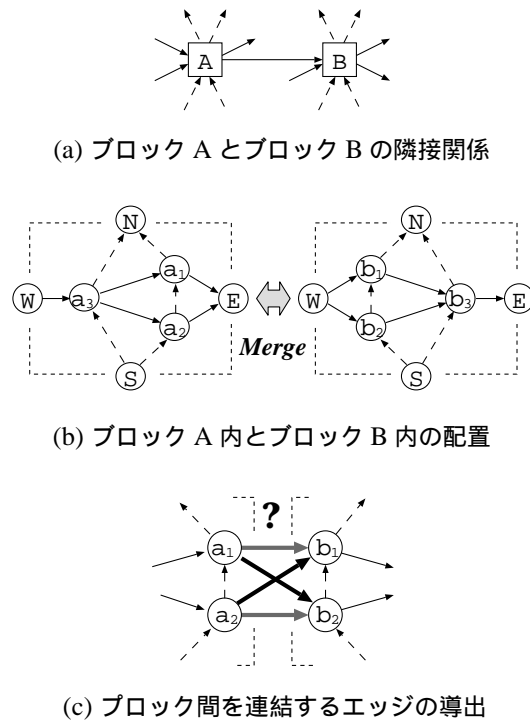 A B
(a) ブロック A とブロック B の隣接関係
N N
a1 b1
W a3 E W b3 E
a2 b2
Merge
S S
(b) ブロック A 内とブロック B 内の配置
?
a1 b1
a2 b2
(c) ブロック間を連結するエッジの導出